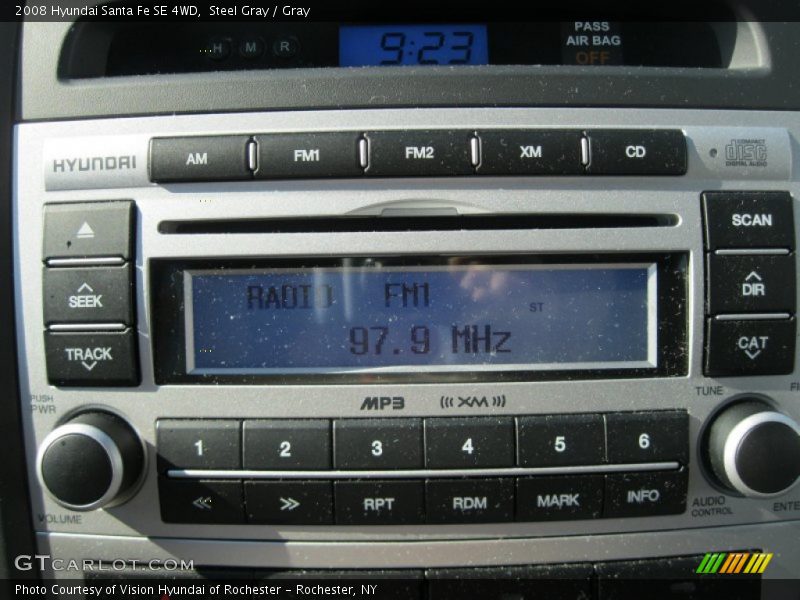 2008 Hyundai Santa Fe SE 4WD, Steel Gray / Gray
H M R
9:23
PASS
AIR BAG
OFF
HYUNDAI
AM FM1 FM2 XM CD
COMPACT
disc
DIGITAL AUDIO
SCAN
SEEK
DIR
TRACK
CAT
RADIO FM1
ST
97.9 MHz
MP3 ((( XM )))
PUSH
PWR
TUNE
1 2 3 4 5 6
<< >> RPT RDM MARK INFO
VOLUME
AUDIO
CONTROL
ENTE
GTCARLOT.COM
Photo Courtesy of Vision Hyundai of Rochester - Rochester, NY